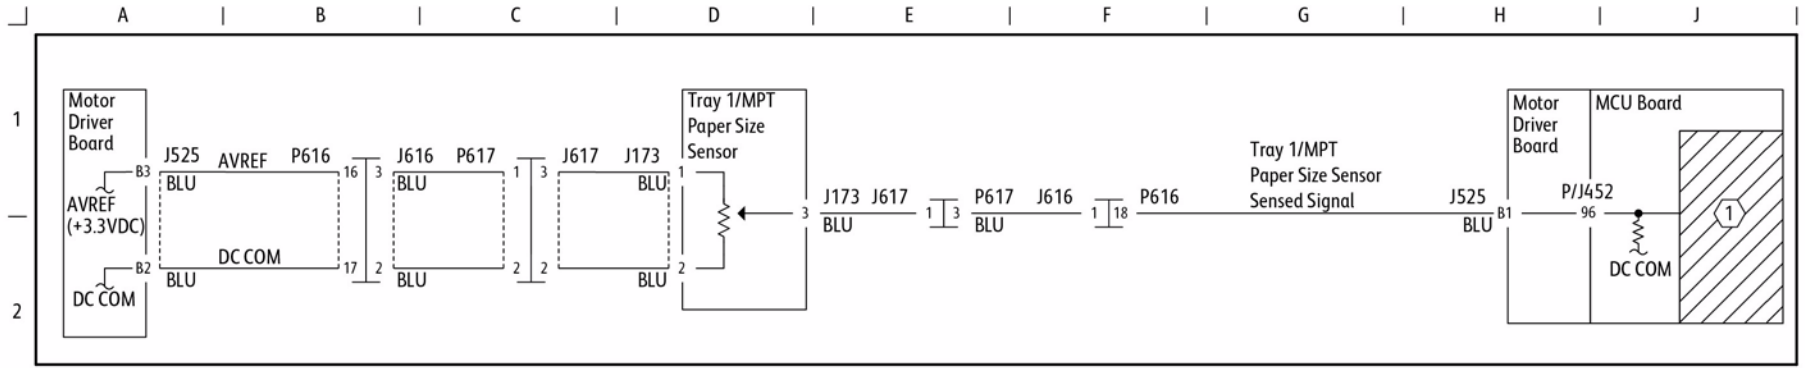 A B C D E F G H J
1
2
Motor
Driver
Board
B3
AVREF
(+3.3VDC)
B2
DC COM
J525 AVREF P616
BLU
16 3
J616 P617
BLU
1 3
J617 J173
BLU
1
DC COM
BLU
17 2
BLU
2 2
BLU
2
Tray 1/MPT
Paper Size
Sensor
3
J173 J617
BLU
1 3
P617 J616
BLU
1 18
P616
Tray 1/MPT
Paper Size Sensor
Sensed Signal
J525
BLU
B1
Motor
Driver
Board
P/J452
96
MCU Board
DC COM
1